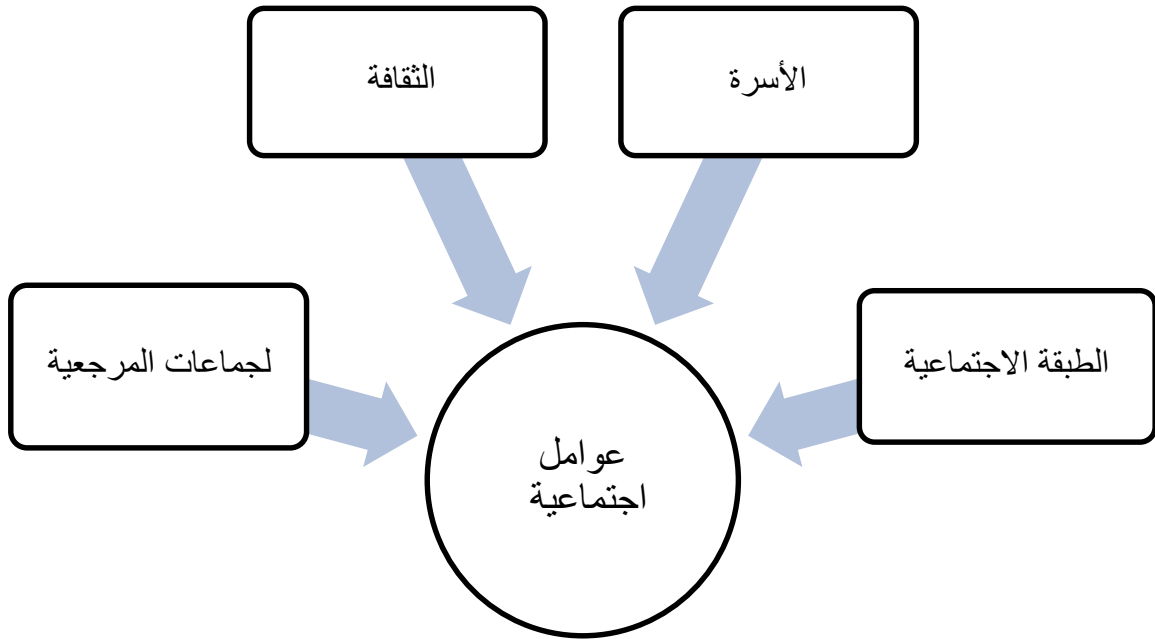 الأسرة
الثقافة
الطبقة الاجتماعية
لجماعات المرجعية
عوامل
اجتماعية